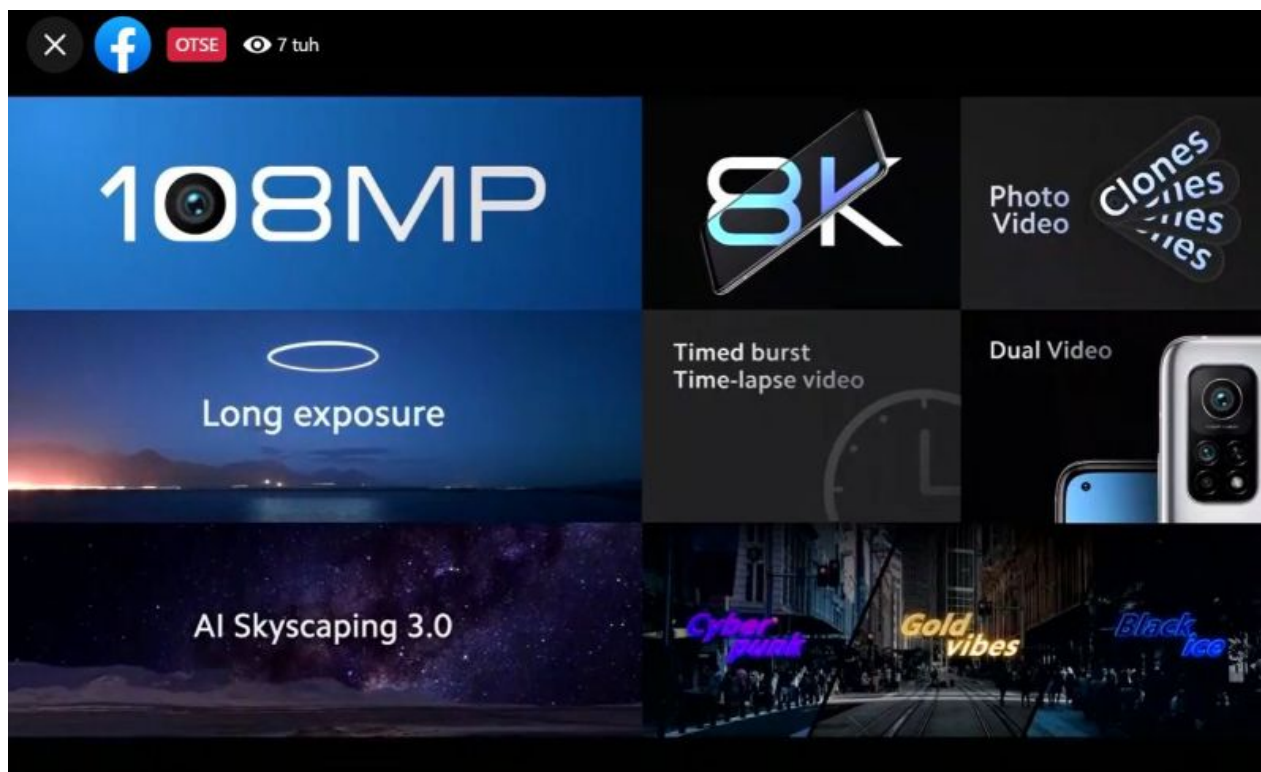 OTSE 7 tuh
108MP
8K
Photo
Video
Clones
Long exposure
Timed burst
Time-lapse video
Dual Video
AI Skyscaping 3.0
Cyber
punk
Gold
vibes
Black
ice